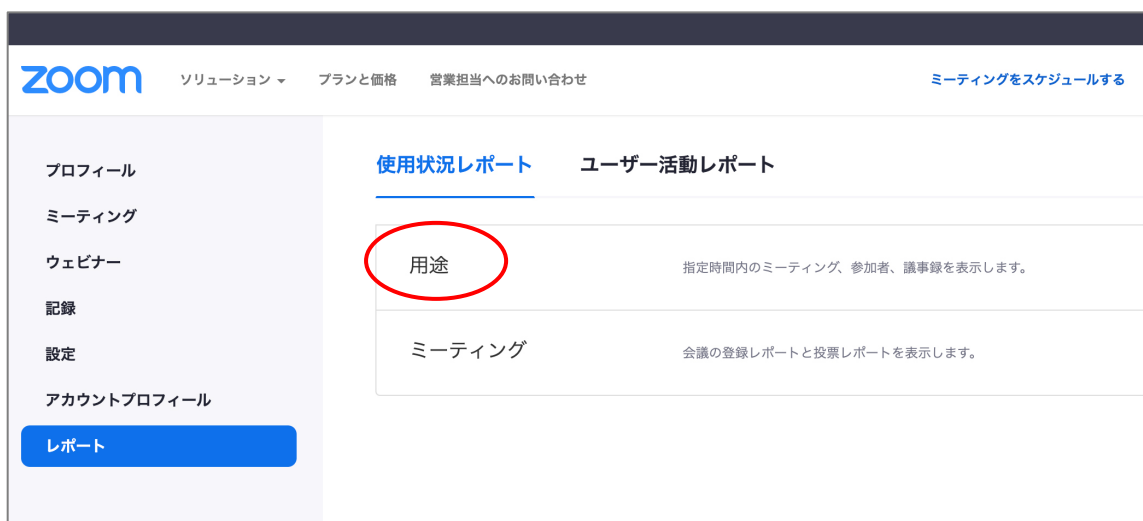 zoom ソリューション プランと価格 営業担当へのお問い合わせ ミーティングをスケジュールする
プロフィール
ミーティング
ウェビナー
記録
設定
アカウントプロフィール
レポート
使用状況レポート ユーザー活動レポート
用途 指定時間内のミーティング、参加者、議事録を表示します。
ミーティング 会議の登録レポートと投票レポートを表示します。